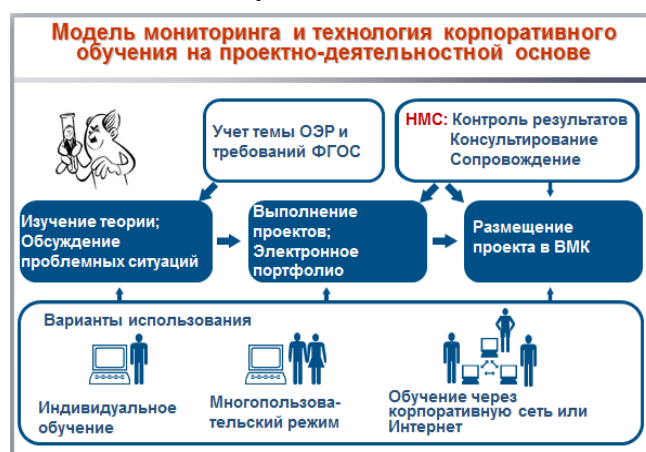 Модель мониторинга и технология корпоративного
обучения на проектно-деятельностной основе
Учет темы ОЭР и
требований ФГОС
НМС: Контроль результатов
Консультирование
Сопровождение
Изучение теории;
Обсуждение
проблемных ситуаций
Выполнение
проектов;
Электронное
портфолио
Размещение
проекта в ВМК
Варианты использования
Индивидуальное
обучение
Многопользова-
тельский режим
Обучение через
корпоративную сеть или
Интернет